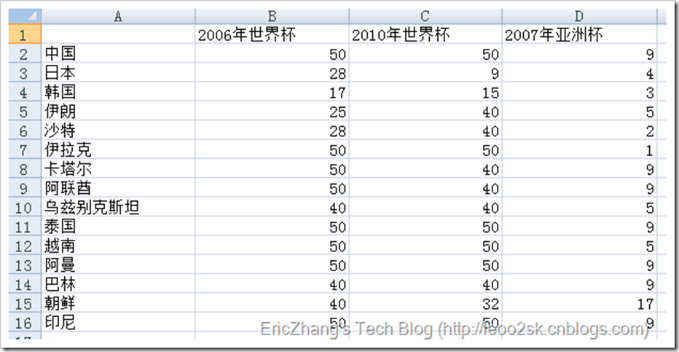 A B C D
1 2006年世界杯 2010年世界杯 2007年亚洲杯
2 中国 50 50 9
3 日本 28 9 4
4 韩国 17 15 3
5 伊朗 25 40 5
6 沙特 28 40 2
7 伊拉克 50 50 1
8 卡塔尔 50 40 9
9 阿联酋 50 40 9
10 乌兹别克斯坦 40 40 5
11 泰国 50 50 9
12 越南 50 50 5
13 阿曼 50 50 9
14 巴林 40 40 9
15 朝鲜 40 32 17
16 印尼 50 50 9
EricZhang's Tech Blog (http://leoo2sk.cnblogs.com)